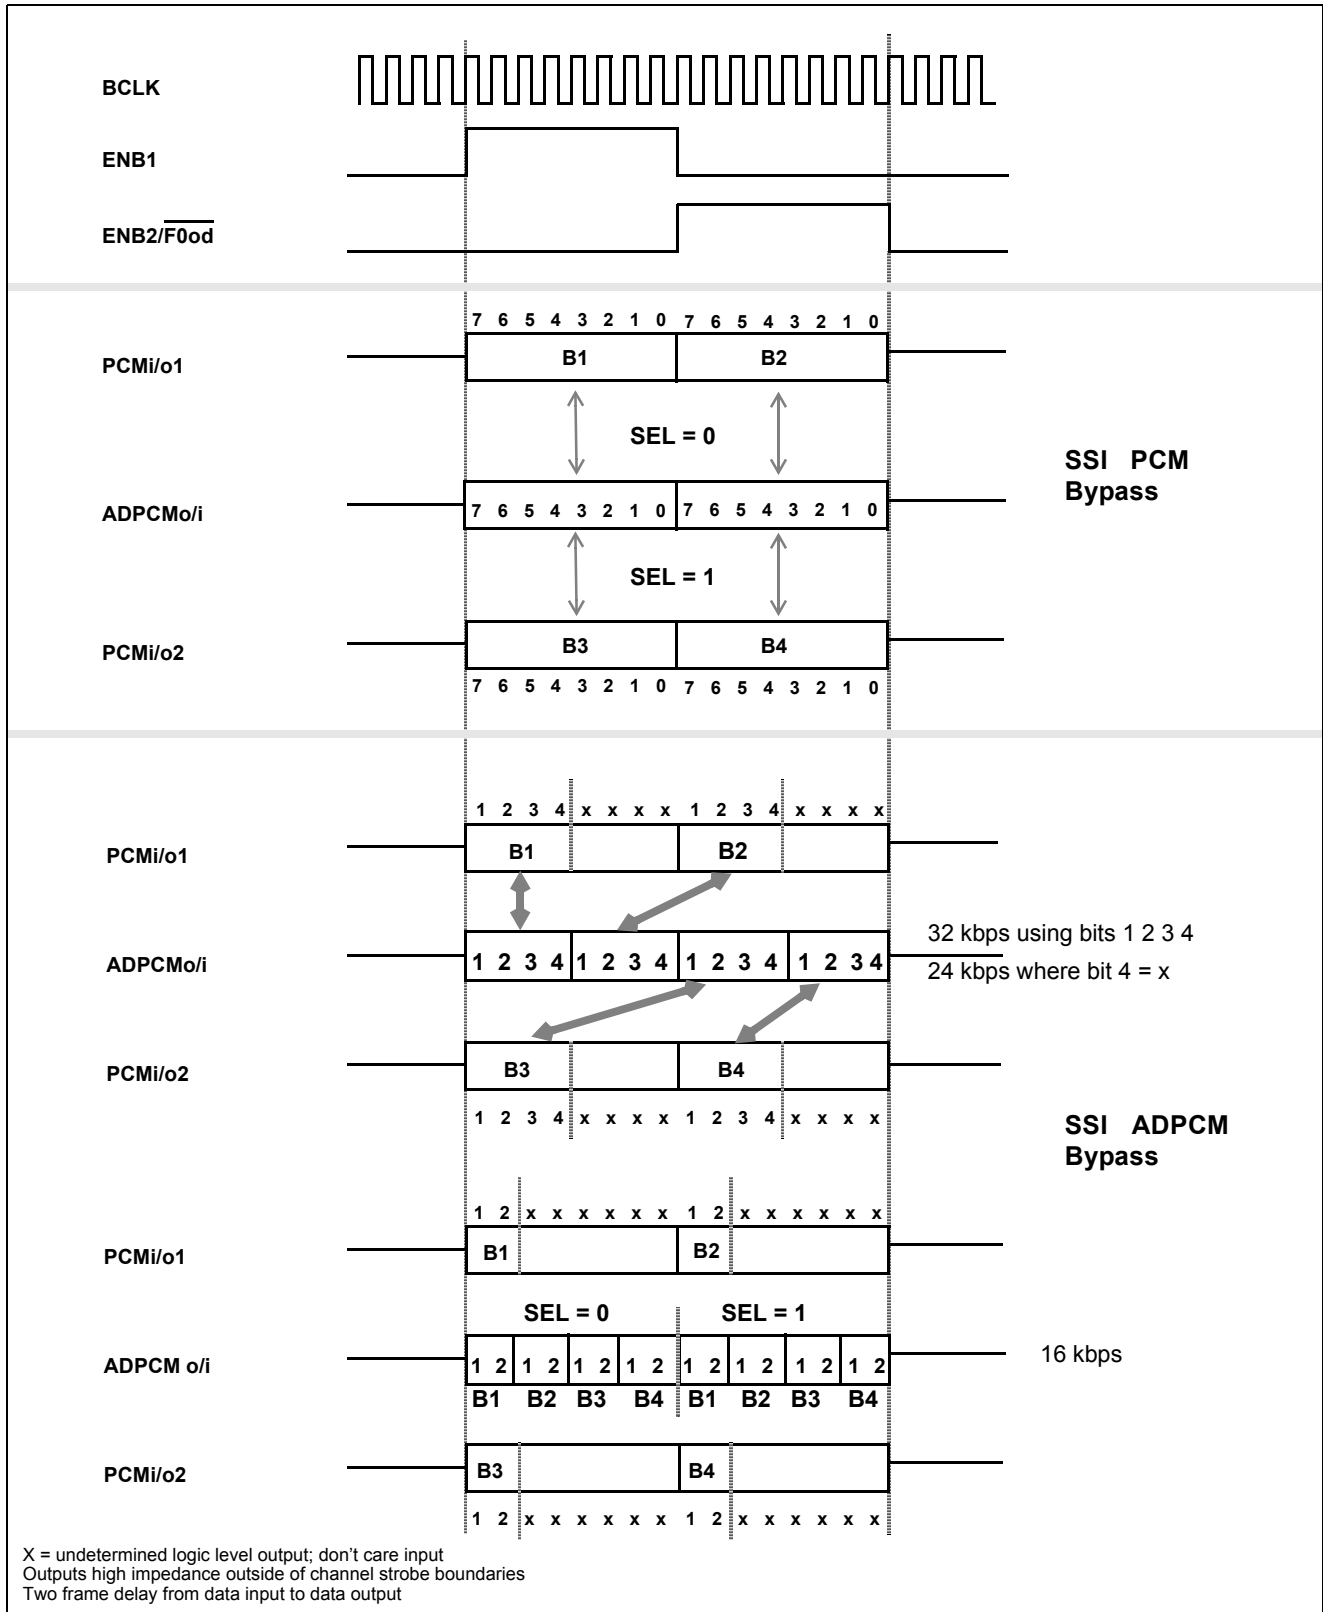 BCLK
ENB1
ENB2/F0od
7 6 5 4 3 2 1 0 7 6 5 4 3 2 1 0
PCMi/o1 B1 B2
SEL = 0
SSI PCM
Bypass
ADPCMo/i 7 6 5 4 3 2 1 0 7 6 5 4 3 2 1 0
SEL = 1
PCMi/o2 B3 B4
7 6 5 4 3 2 1 0 7 6 5 4 3 2 1 0
1 2 3 4 x x x x 1 2 3 4 x x x x
PCMi/o1 B1 B2
32 kbps using bits 1 2 3 4
ADPCMo/i 1 2 3 4 1 2 3 4 1 2 3 4 1 2 3 4
24 kbps where bit 4 = x
PCMi/o2 B3 B4
1 2 3 4 x x x x 1 2 3 4 x x x x
SSI ADPCM
Bypass
1 2 x x x x x x 1 2 x x x x x x
PCMi/o1 B1 B2
SEL = 0 SEL = 1
ADPCM o/i 1 2 1 2 1 2 1 2 1 2 1 2 1 2 1 2 16 kbps
B1 B2 B3 B4 B1 B2 B3 B4
PCMi/o2 B3 B4
1 2 x x x x x x 1 2 x x x x x x
X = undetermined logic level output; don't care input
Outputs high impedance outside of channel strobe boundaries
Two frame delay from data input to data output